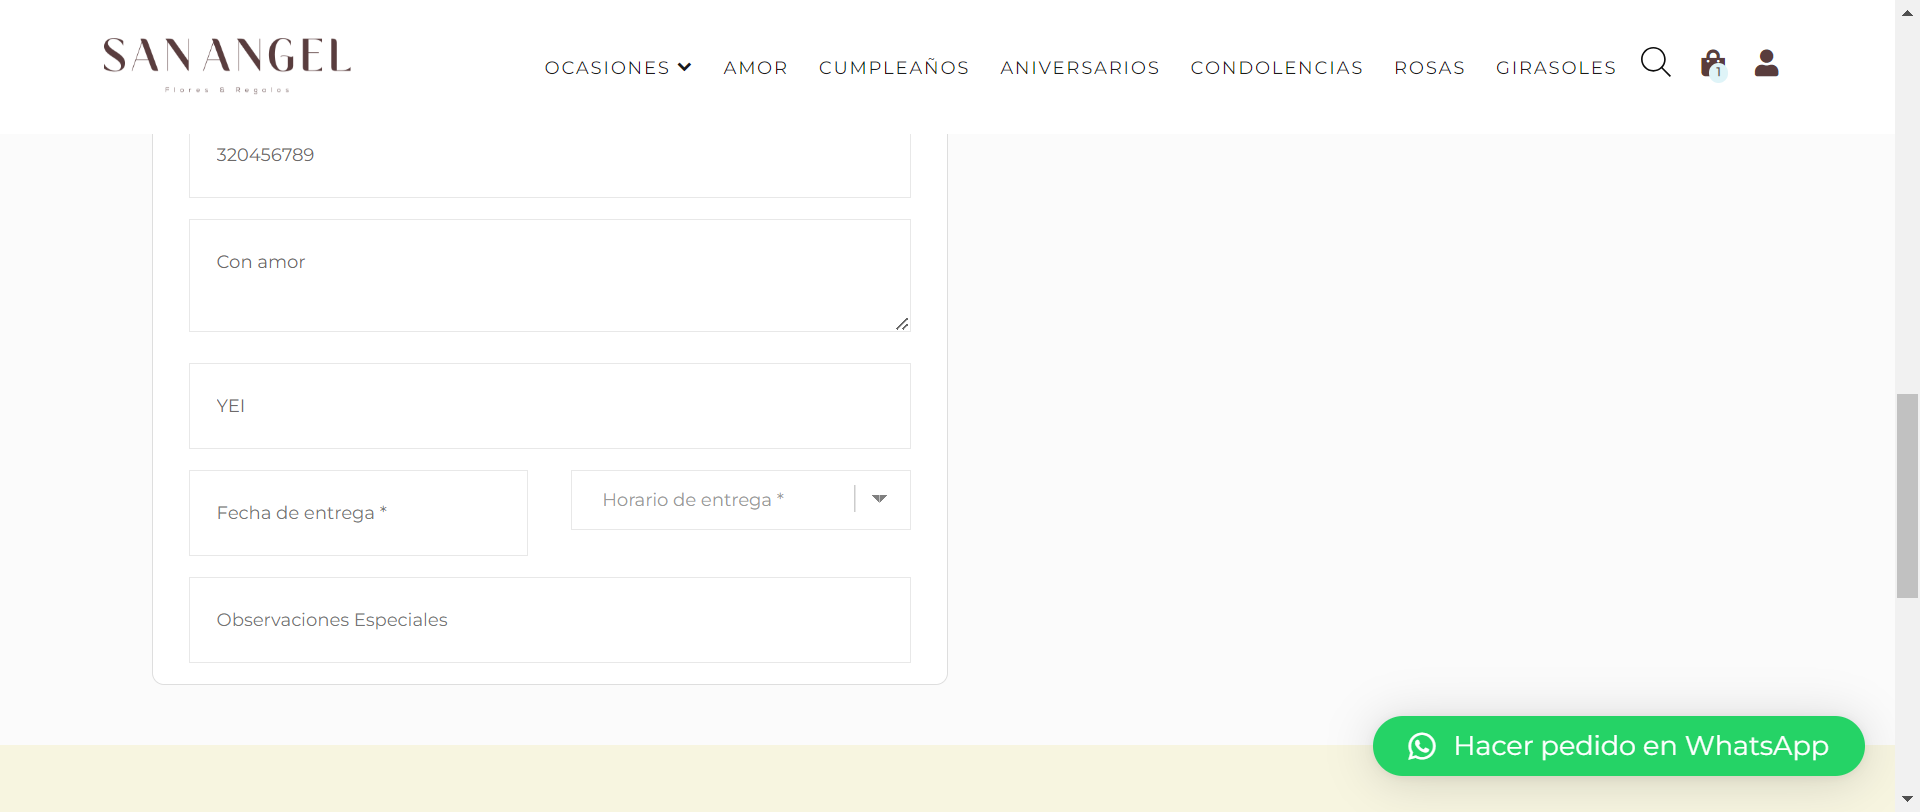 SAN ANGEL
Flores & Regalos
OCASIONES
AMOR
CUMPLEAÑOS
ANIVERSARIOS
CONDOLENCIAS
ROSAS
GIRASOLES
1
320456789
Con amor
YEI
Fecha de entrega *
Horario de entrega *
Observaciones Especiales
Hacer pedido en WhatsApp